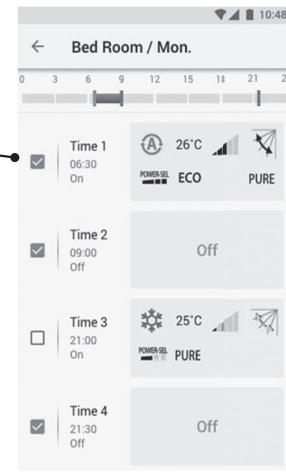 10:48
Bed Room / Mon.
0 3 6 9 12 15 18 21 2
Time 1
06:30
On
A 26°C
POWER-SEL ECO PURE
Time 2
09:00
Off
Off
Time 3
21:00
On
25°C
POWER-SEL PURE
Time 4
21:30
Off
Off